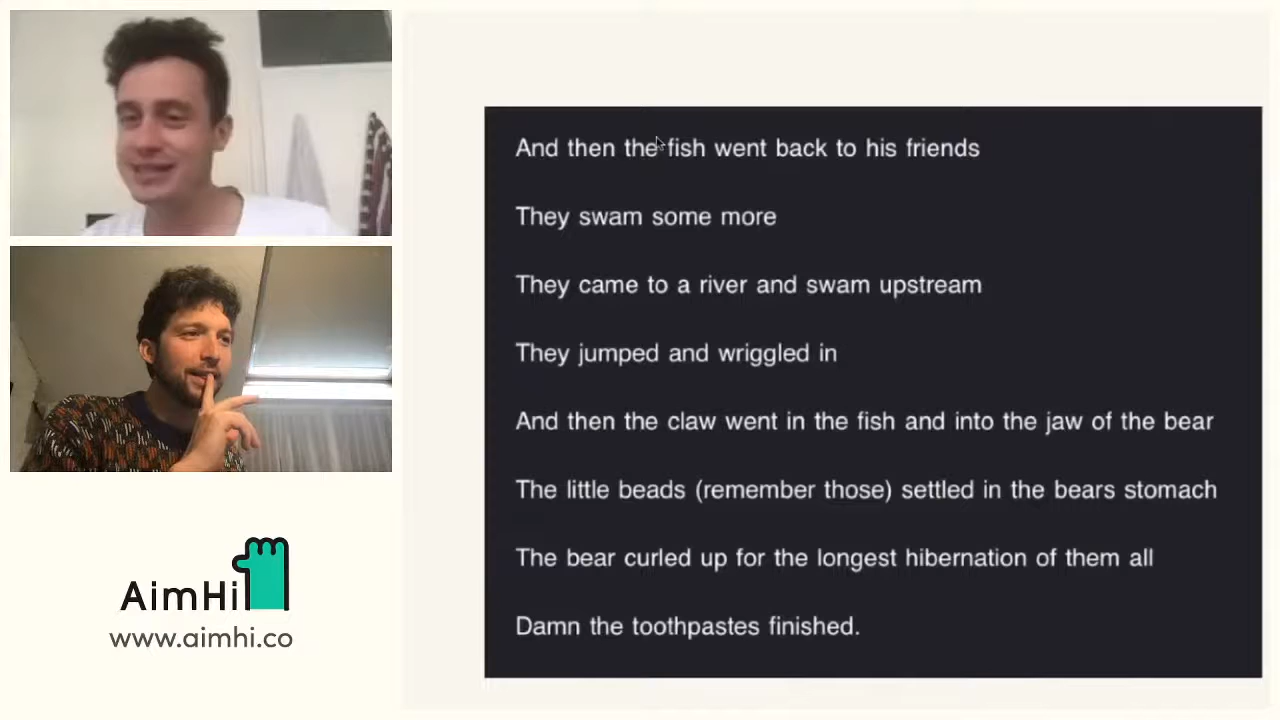 And then the fish went back to his friends
They swam some more
They came to a river and swam upstream
They jumped and wriggled in
And then the claw went in the fish and into the jaw of the bear
The little beads (remember those) settled in the bears stomach
The bear curled up for the longest hibernation of them all
Damn the toothpastes finished.
AimHi
www.aimhi.co